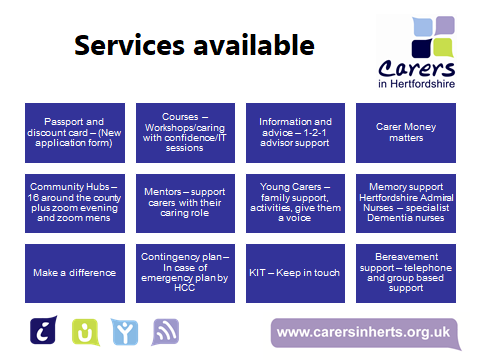 Services available
Carers
in Hertfordshire
Passport and
discount card – (New
application form)
Courses –
Workshops/caring
with confidence/IT
sessions
Information and
advice – 1-2-1
advisor support
Carer Money
matters
Community Hubs –
16 around the county
plus zoom evening
and zoom mens
Mentors – support
carers with their
caring role
Young Carers –
family support,
activities, give them
a voice
Memory support
Hertfordshire Admiral
Nurses – specialist
Dementia nurses
Make a difference
Contingency plan –
In case of
emergency plan by
HCC
KIT – Keep in touch
Bereavement
support – telephone
and group based
support
www.carersinherts.org.uk